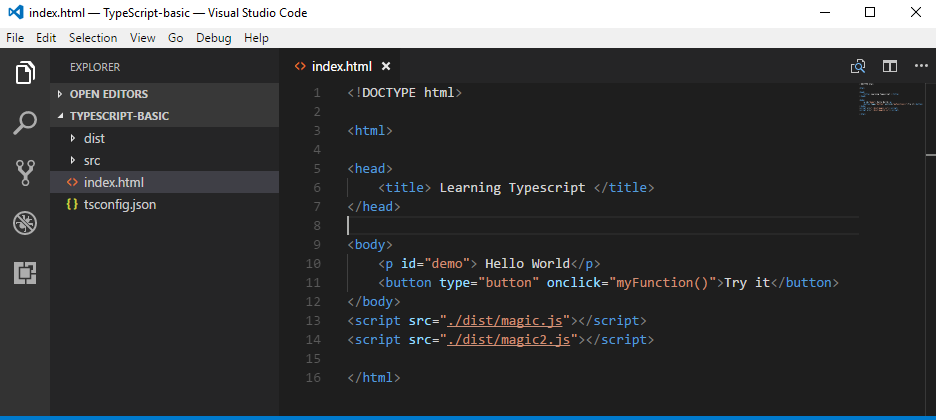 index.html — TypeScript-basic — Visual Studio Code
File Edit Selection View Go Debug Help
EXPLORER
OPEN EDITORS
TYPESCRIPT-BASIC
dist
src
index.html
tsconfig.json
index.html
1 <!DOCTYPE html>
2
3 <html>
4
5 <head>
6     <title> Learning Typescript </title>
7 </head>
8
9 <body>
10     <p id="demo"> Hello World</p>
11     <button type="button" onclick="myFunction()">Try it</button>
12 </body>
13 <script src="./dist/magic.js"></script>
14 <script src="./dist/magic2.js"></script>
15
16 </html>